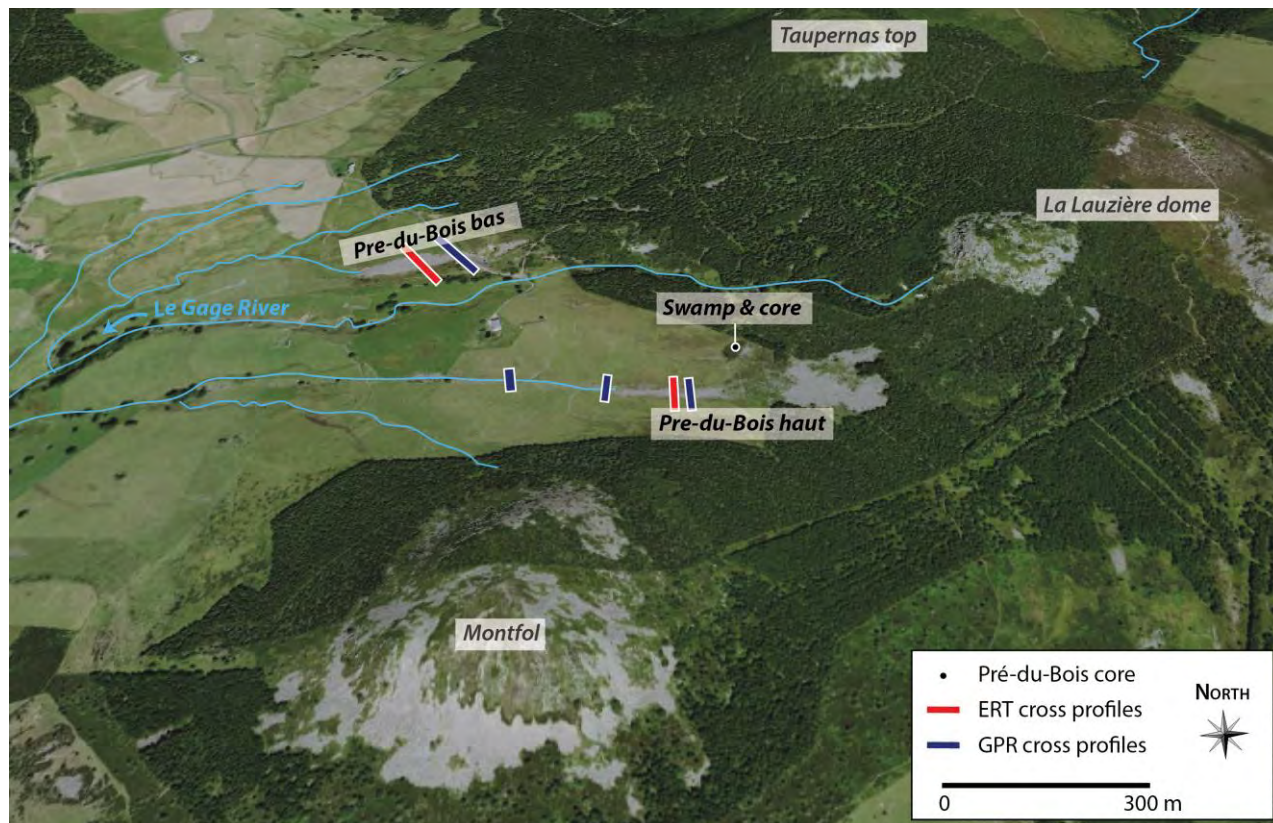 Taupernas top
La Lauzière dome
Pre-du-Bois bas
Le Gage River
Swamp & core
Pre-du-Bois haut
Montfol
Pré-du-Bois core
ERT cross profiles
GPR cross profiles
NORTH
0 300 m